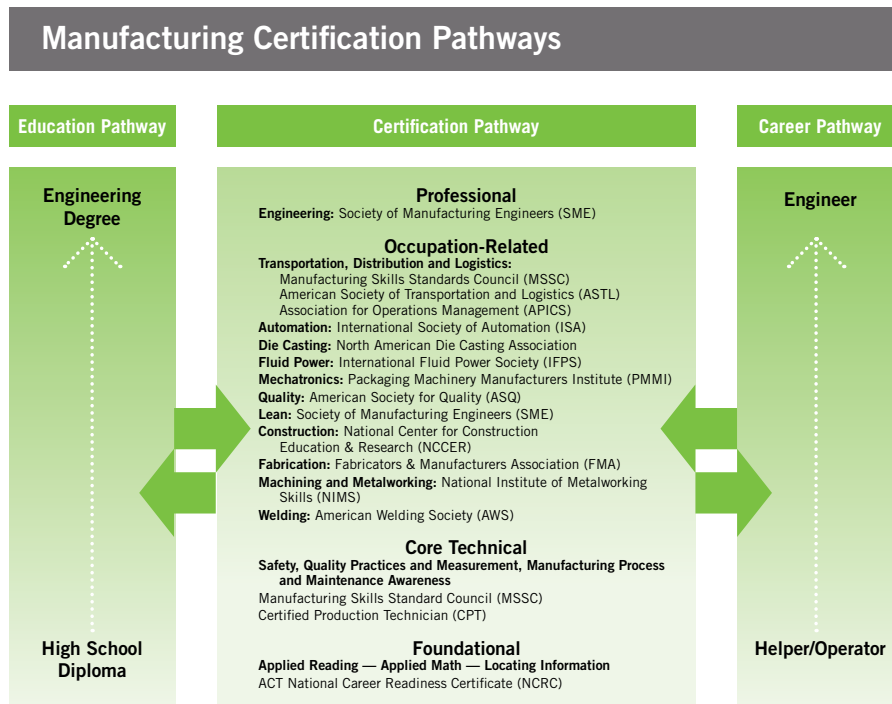 Manufacturing Certification Pathways
Education Pathway
Certification Pathway
Career Pathway
Engineering
Degree
High School
Diploma
Professional
Engineering: Society of Manufacturing Engineers (SME)
Occupation-Related
Transportation, Distribution and Logistics:
Manufacturing Skills Standards Council (MSSC)
American Society of Transportation and Logistics (ASTL)
Association for Operations Management (APICS)
Automation: International Society of Automation (ISA)
Die Casting: North American Die Casting Association
Fluid Power: International Fluid Power Society (IFPS)
Mechatronics: Packaging Machinery Manufacturers Institute (PMMI)
Quality: American Society for Quality (ASQ)
Lean: Society of Manufacturing Engineers (SME)
Construction: National Center for Construction
Education & Research (NCCER)
Fabrication: Fabricators & Manufacturers Association (FMA)
Machining and Metalworking: National Institute of Metalworking
Skills (NIMS)
Welding: American Welding Society (AWS)
Core Technical
Safety, Quality Practices and Measurement, Manufacturing Process
and Maintenance Awareness
Manufacturing Skills Standard Council (MSSC)
Certified Production Technician (CPT)
Foundational
Applied Reading — Applied Math — Locating Information
ACT National Career Readiness Certificate (NCRC)
Engineer
Helper/Operator